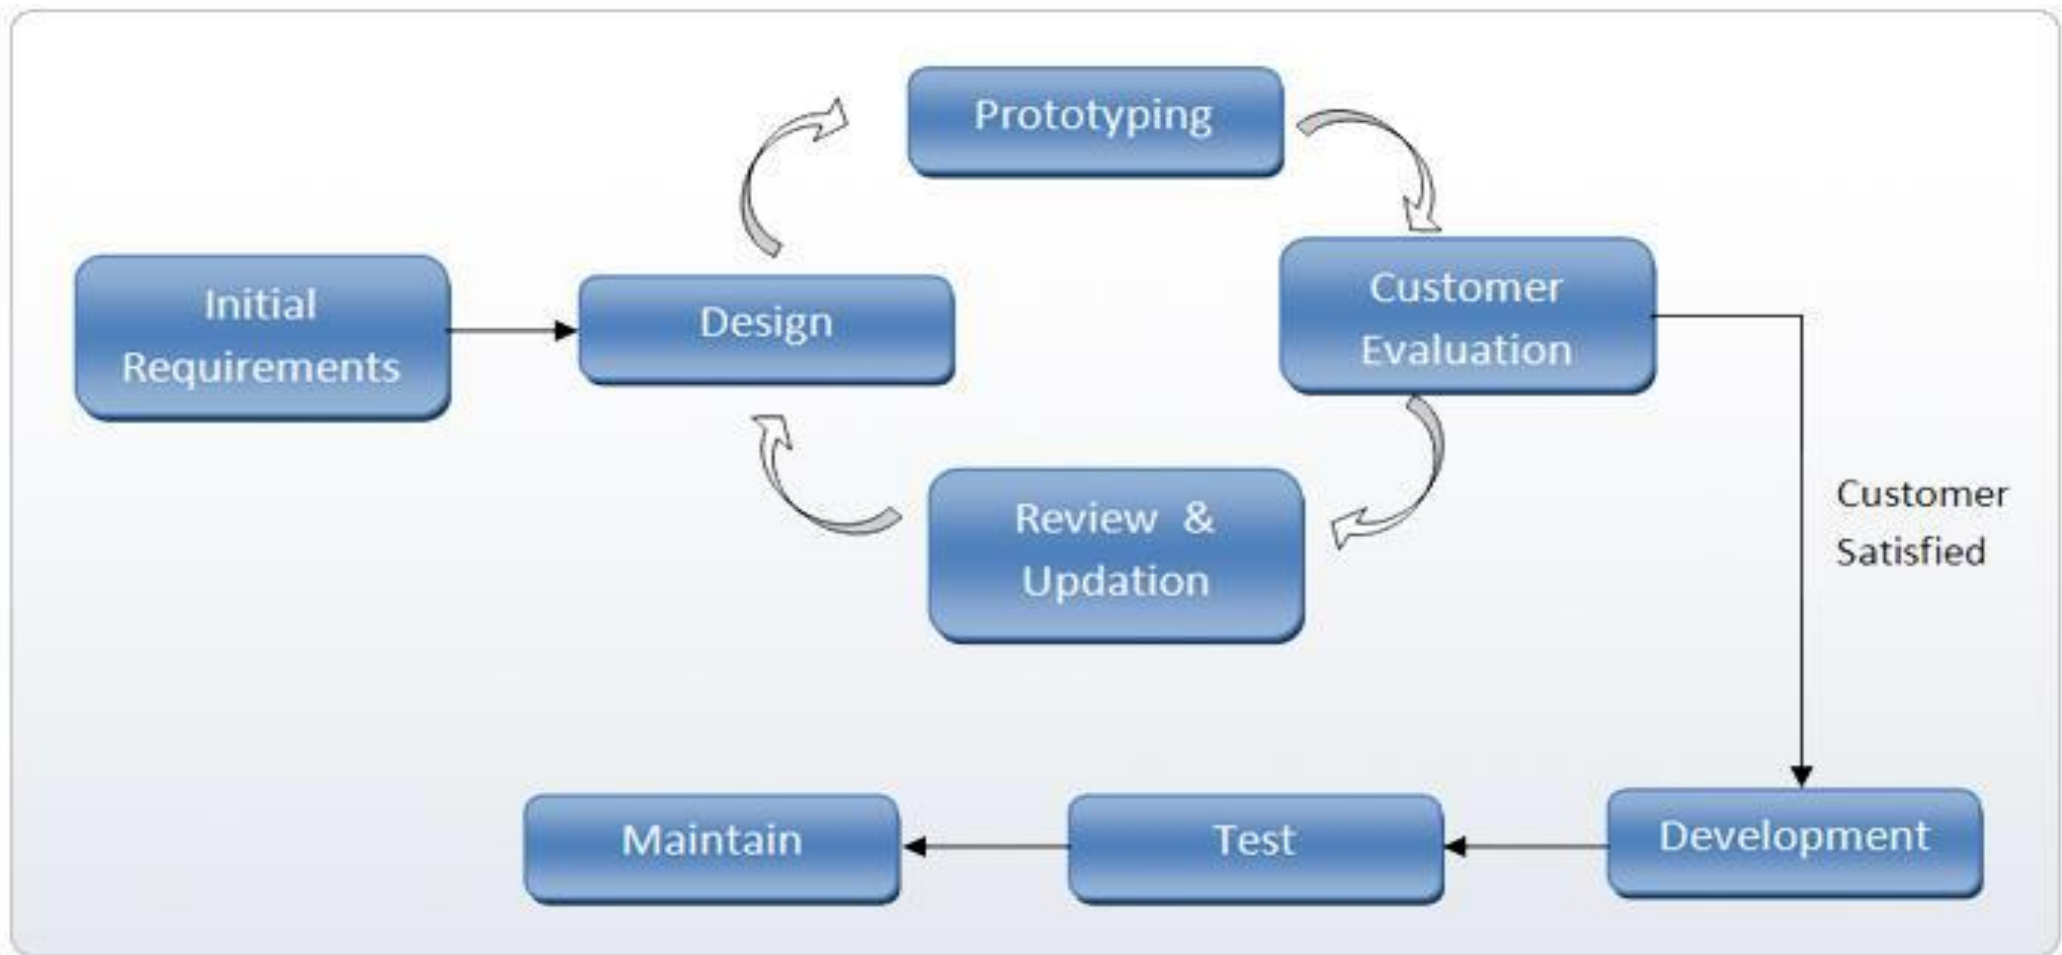 Prototyping
Initial
Requirements
Design
Customer
Evaluation
Review & 
Updation
Customer
Satisfied
Maintain
Test
Development